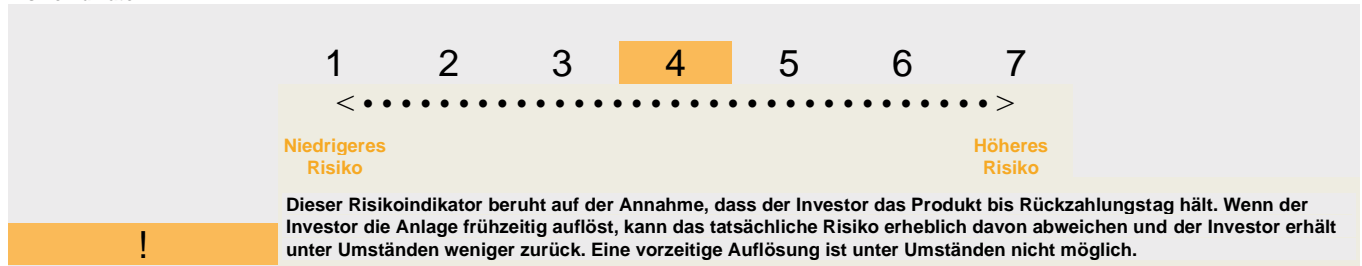 1 2 3 4 5 6 7
<•••••••••••••••••••••••••••••••••>
Niedrigeres Höheres
Risiko Risiko
Dieser Risikoindikator beruht auf der Annahme, dass der Investor das Produkt bis Rückzahlungstag hält. Wenn der
Investor die Anlage frühzeitig auflöst, kann das tatsächliche Risiko erheblich davon abweichen und der Investor erhält
! unter Umständen weniger zurück. Eine vorzeitige Auflösung ist unter Umständen nicht möglich.